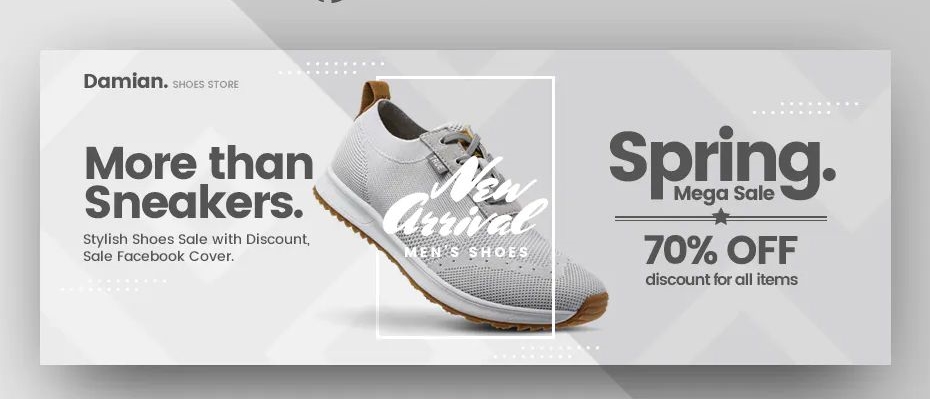 Damian. SHOES STORE
More than
Sneakers.
Stylish Shoes Sale with Discount,
Sale Facebook Cover.
New
Arrival
MEN'S SHOES
Spring.
Mega Sale
70% OFF
discount for all items